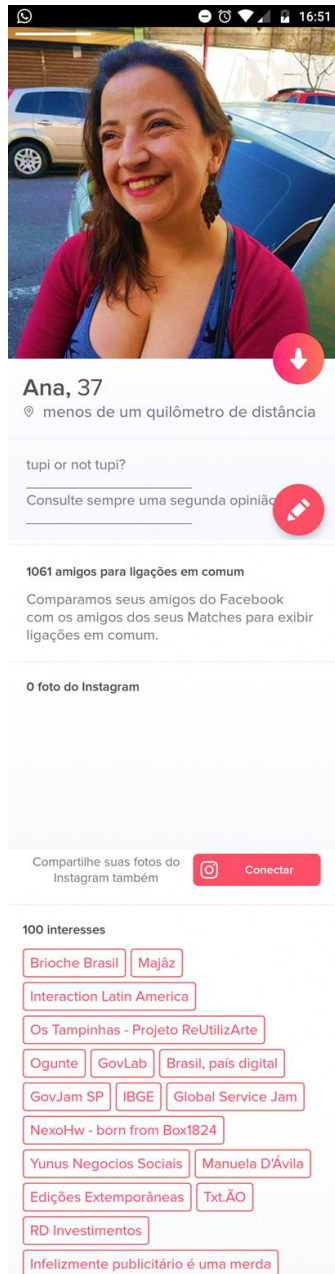 16:51
Ana, 37
menos de um quilômetro de distância
tupi or not tupi?
Consulte sempre uma segunda opinião
1061 amigos para ligações em comum
Comparamos seus amigos do Facebook
com os amigos dos seus Matches para exibir
ligações em comum.
0 foto do Instagram
Compartilhe suas fotos do
Instagram também
Conectar
100 interesses
Brioche Brasil Majâz
Interaction Latin America
Os Tampinhas - Projeto ReUtilizArte
Ogunte GovLab Brasil, país digital
GovJam SP IBGE Global Service Jam
NexoHw - born from Box1824
Yunus Negocios Sociais Manuela D'Ávila
Edições Extemporâneas Txt.ÃO
RD Investimentos
Infelizmente publicitário é uma merda